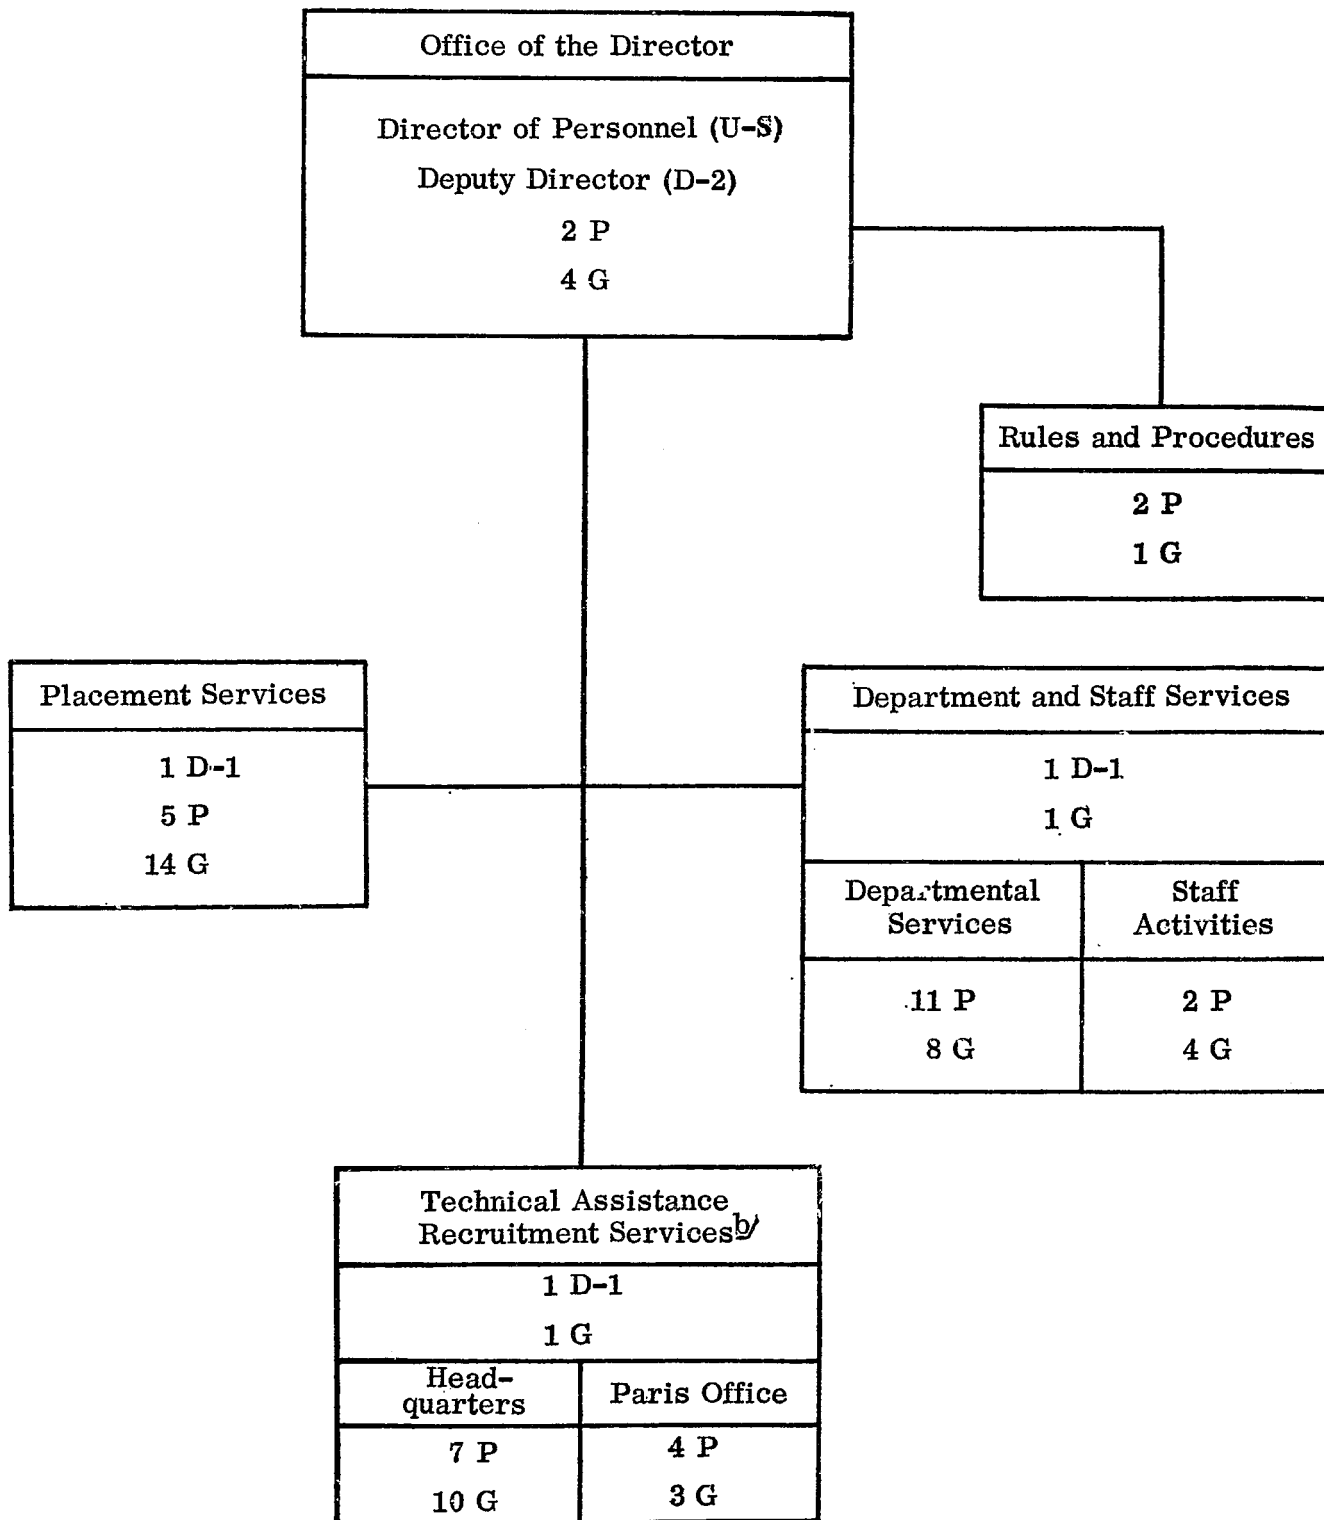 Office of the Director
Director of Personnel (U-S)
Deputy Director (D-2)
2 P
4 G
Rules and Procedures
2 P
1 G
Placement Services
1 D-1
5 P
14 G
Department and Staff Services
1 D-1
1 G
Departmental
Services
11 P
8 G
Staff
Activities
2 P
4 G
Technical Assistance
Recruitment Services b/
1 D-1
1 G
Head-
quarters
7 P
10 G
Paris Office
4 P
3 G